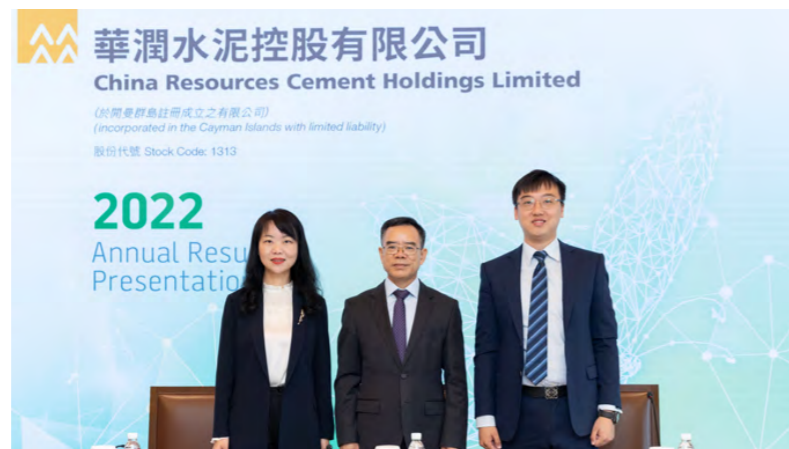 華潤水泥控股有限公司
China Resources Cement Holdings Limited
(於開曼群島註冊成立之有限公司)
(incorporated in the Cayman Islands with limited liability)
股份代號 Stock Code: 1313
2022
Annual Resu
Presentatio